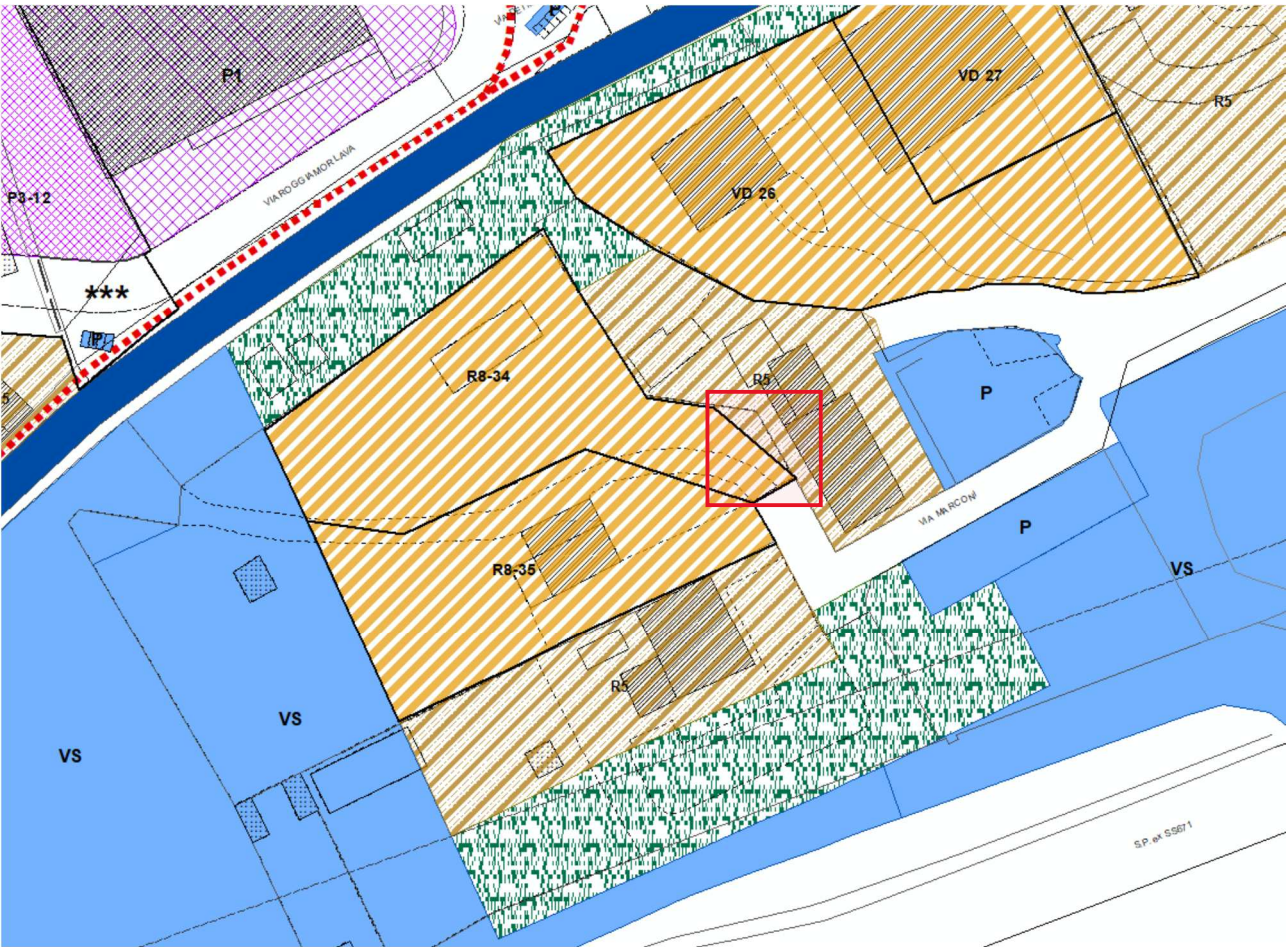 P1
VD 27
R5
VIA ROGGIA MORLAVA
P3-12
VD 26
***
P
R8-34
R5
P
5
VIA MARCONI
P
R8-35
VS
R5
VS
VS
S.P. ex SS671